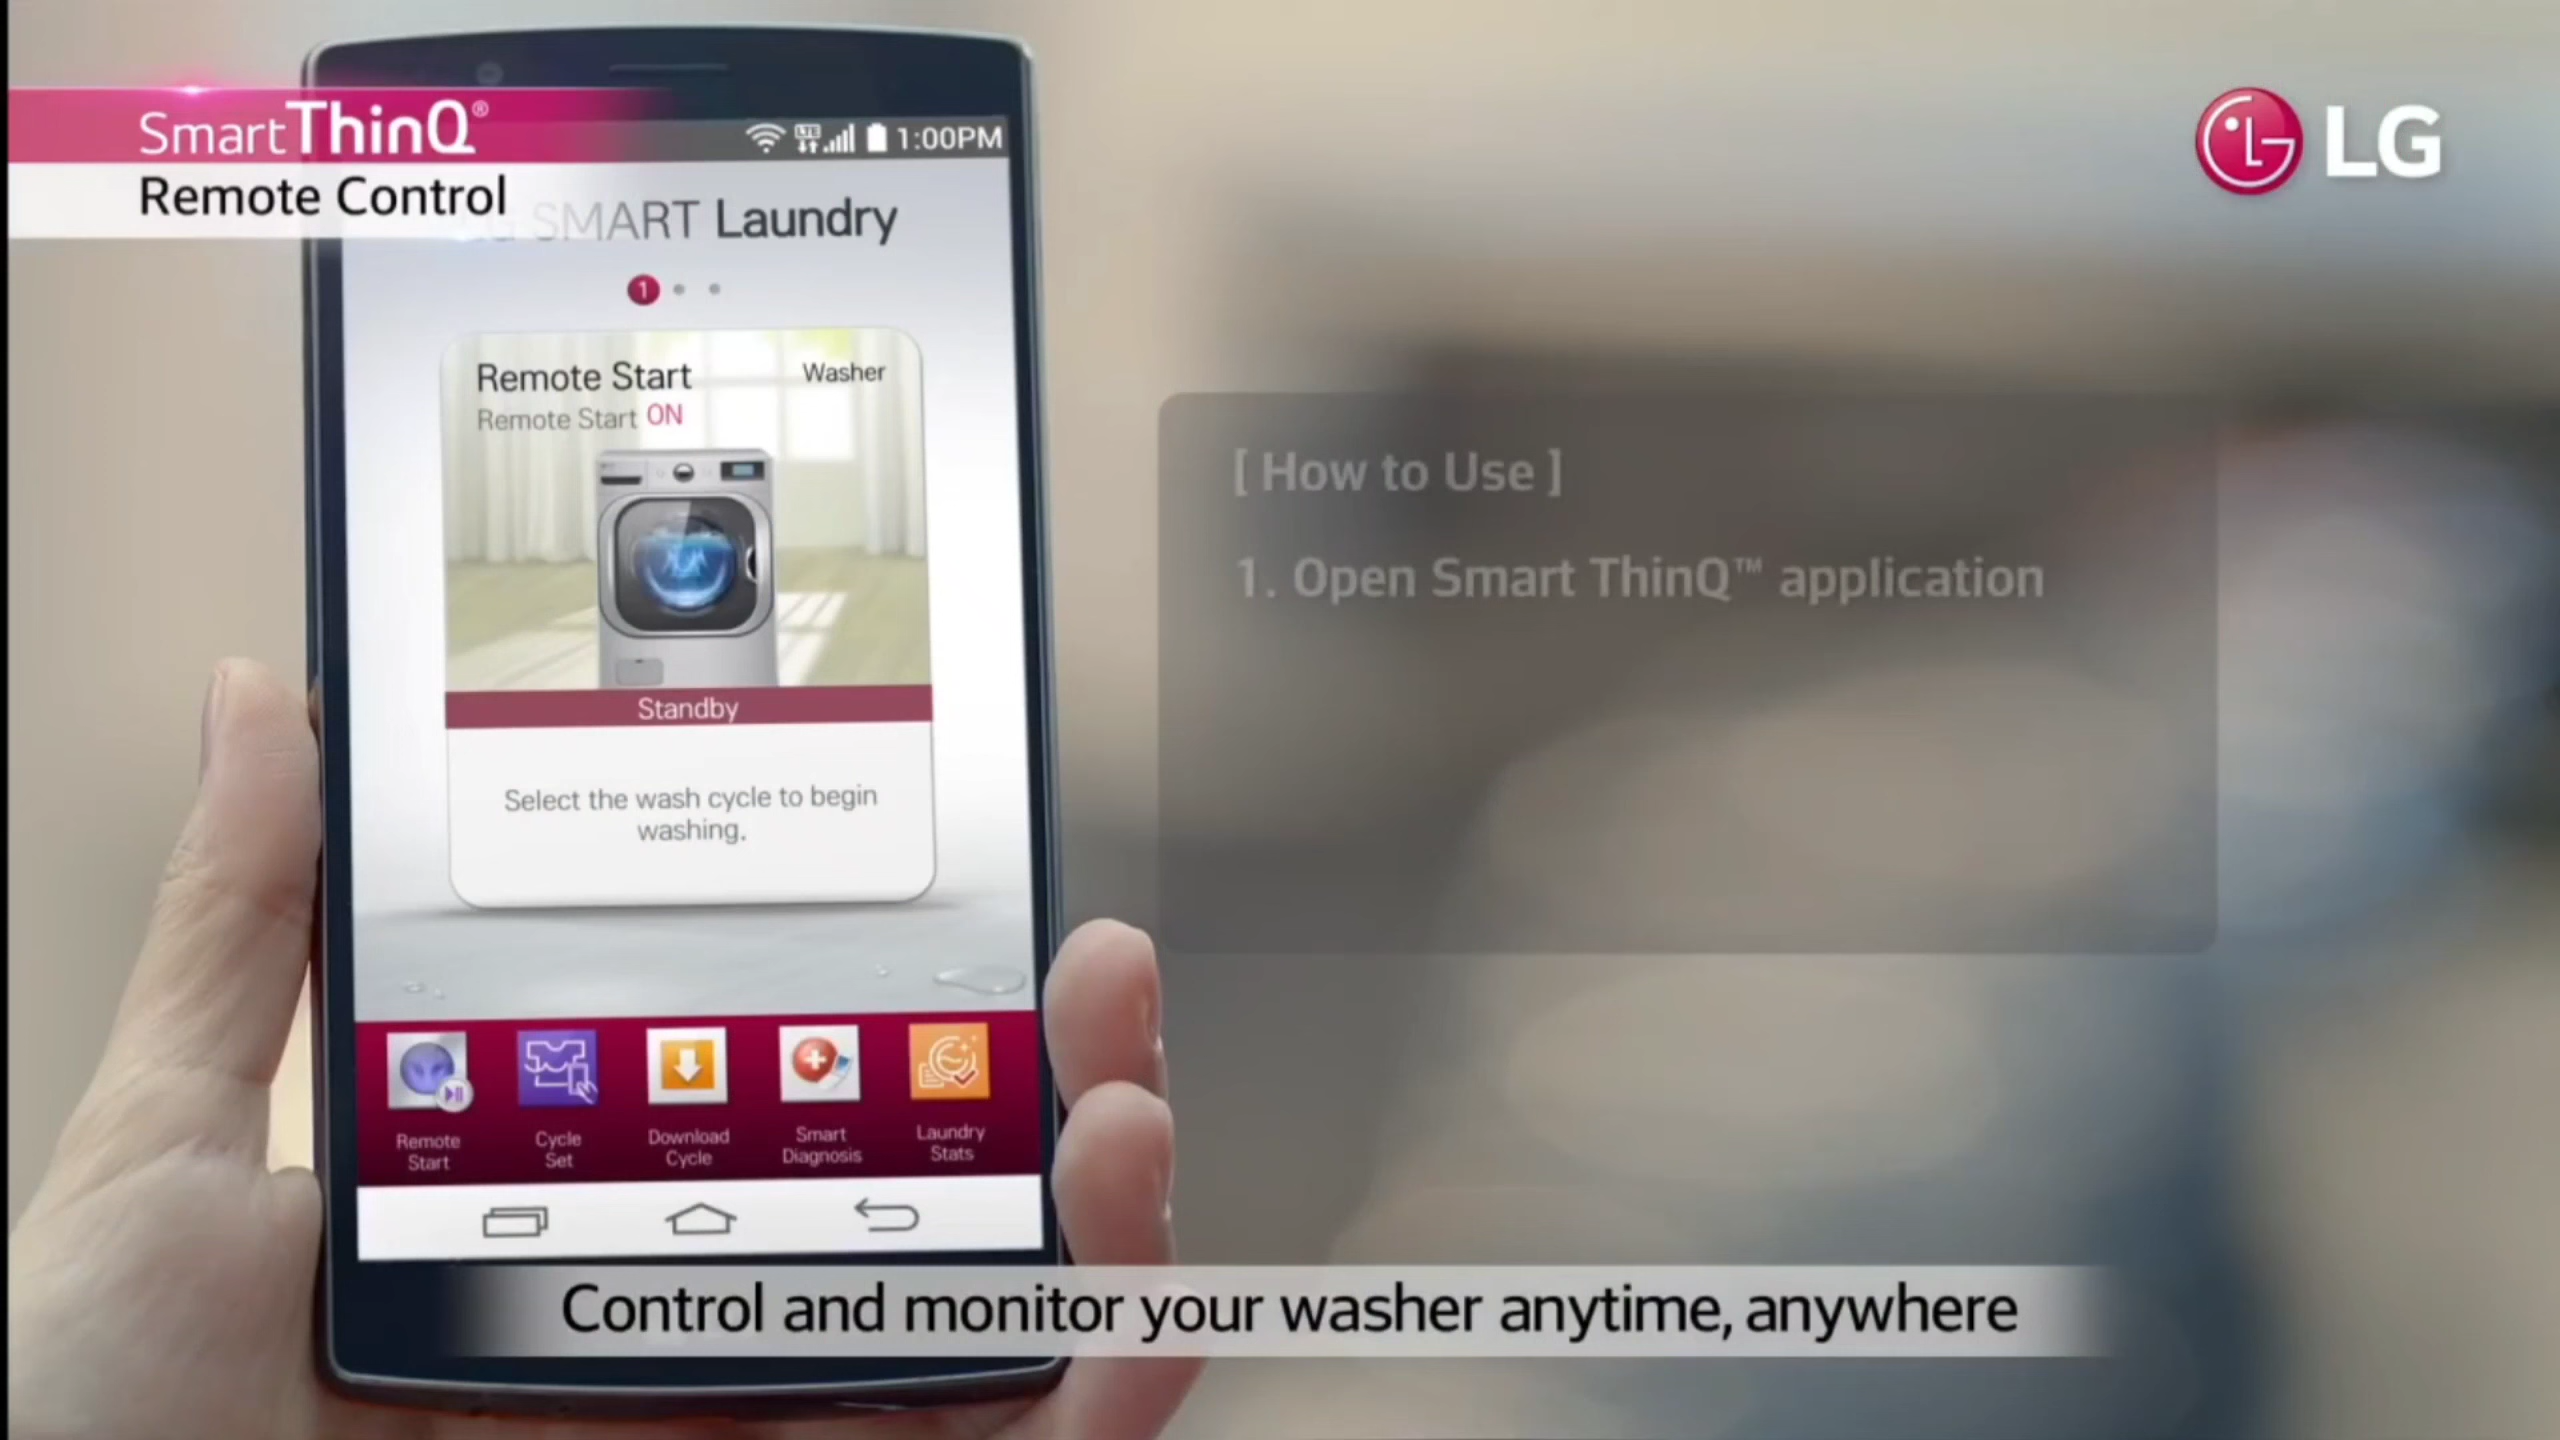 SmartThinQ®
Remote Control
LG
1:00PM
SMART Laundry
1
Remote Start
Washer
Remote Start ON
Standby
Select the wash cycle to begin
washing.
Remote
Start
Cycle
Set
Download
Cycle
Smart
Diagnosis
Laundry
Stats
[ How to Use ]
1. Open Smart ThinQ™ application
Control and monitor your washer anytime, anywhere